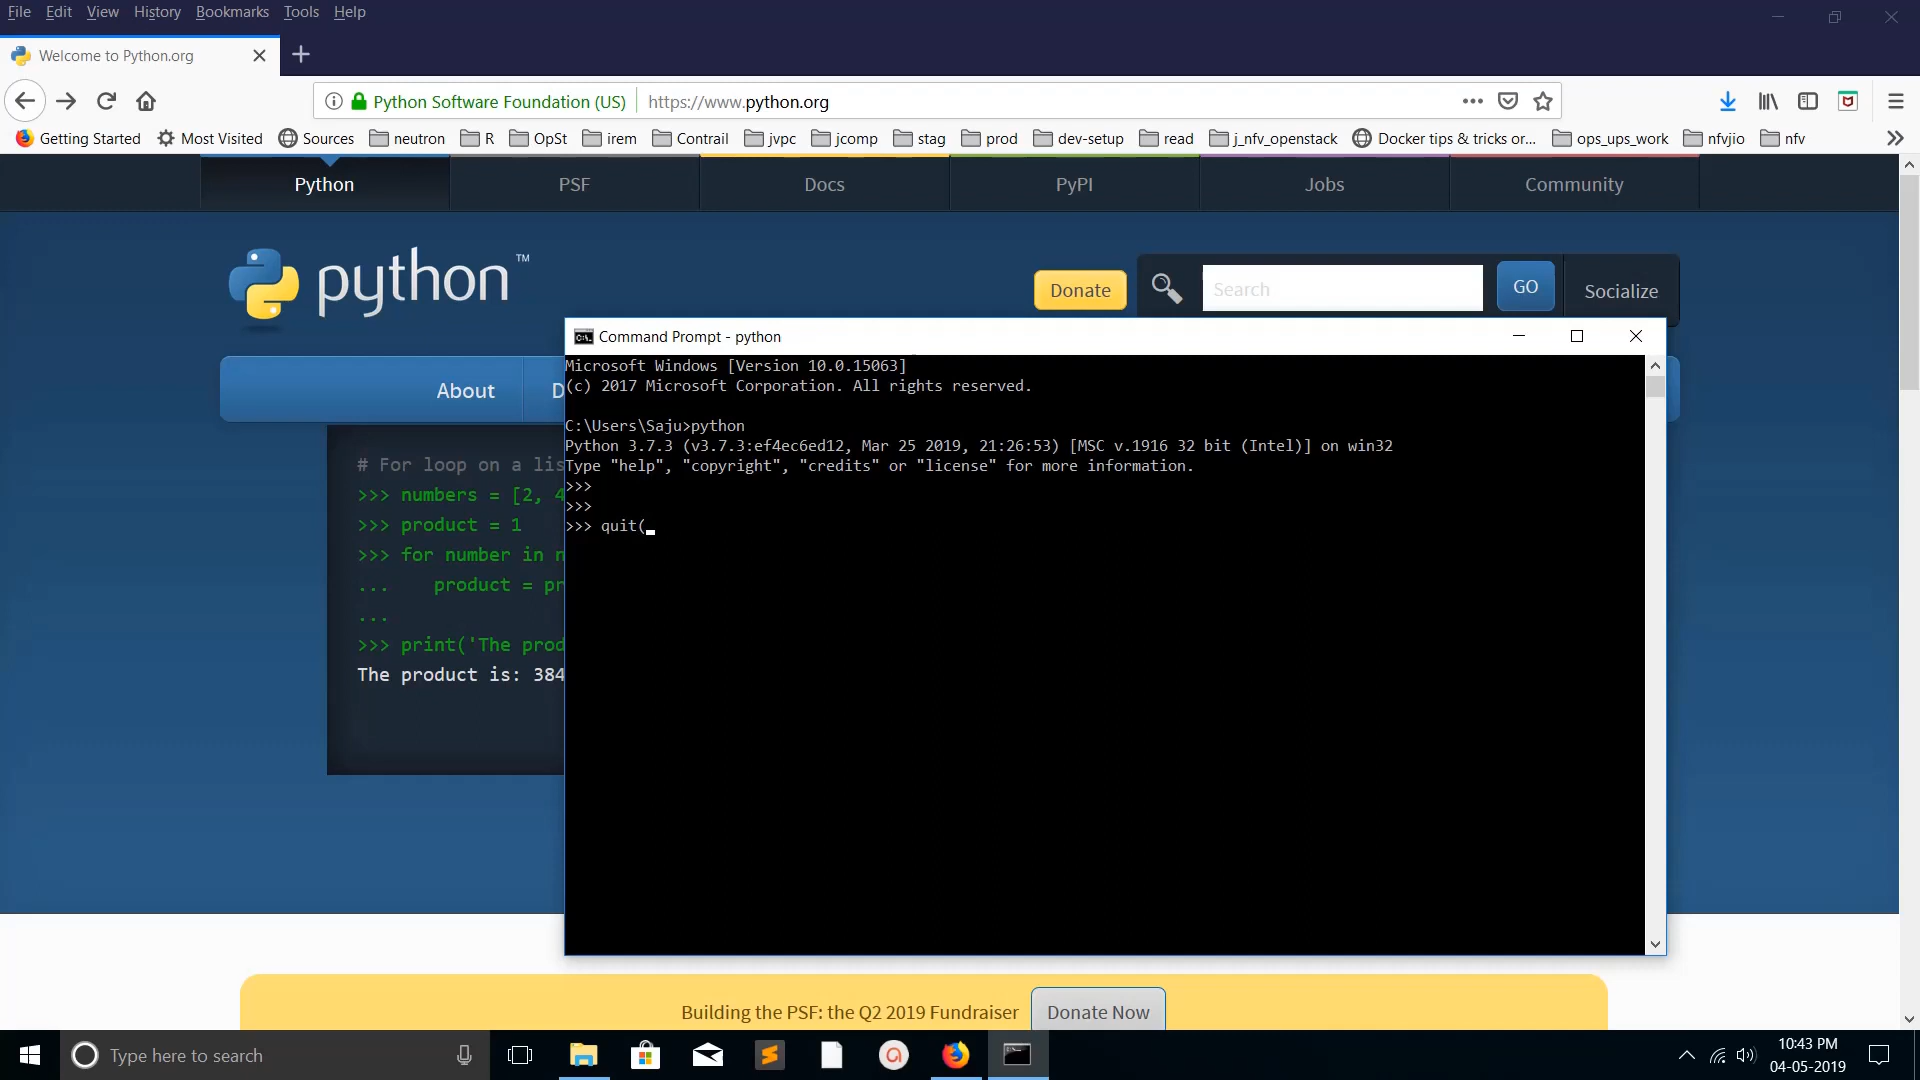 File Edit View History Bookmarks Tools Help
Welcome to Python.org
Python Software Foundation (US) https://www.python.org
Getting Started Most Visited Sources neutron R OpSt irem Contrail jvpc jcomp stag prod dev-setup read j_nfv_openstack Docker tips & tricks or... ops_ups_work nfvjio nfv
Python PSF Docs PyPI Jobs Community
python™
Donate Search GO Socialize
Command Prompt - python
About D
Microsoft Windows [Version 10.0.15063]
(c) 2017 Microsoft Corporation. All rights reserved.
C:\Users\Saju>python
Python 3.7.3 (v3.7.3:ef4ec6ed12, Mar 25 2019, 21:26:53) [MSC v.1916 32 bit (Intel)] on win32
Type "help", "copyright", "credits" or "license" for more information.
>>>
>>>
>>> quit(
# For loop on a lis
>>> numbers = [2, 4
>>> product = 1
>>> for number in n
...    product = pr
...
>>> print('The prod
The product is: 384
Building the PSF: the Q2 2019 Fundraiser Donate Now
Type here to search
10:43 PM
04-05-2019